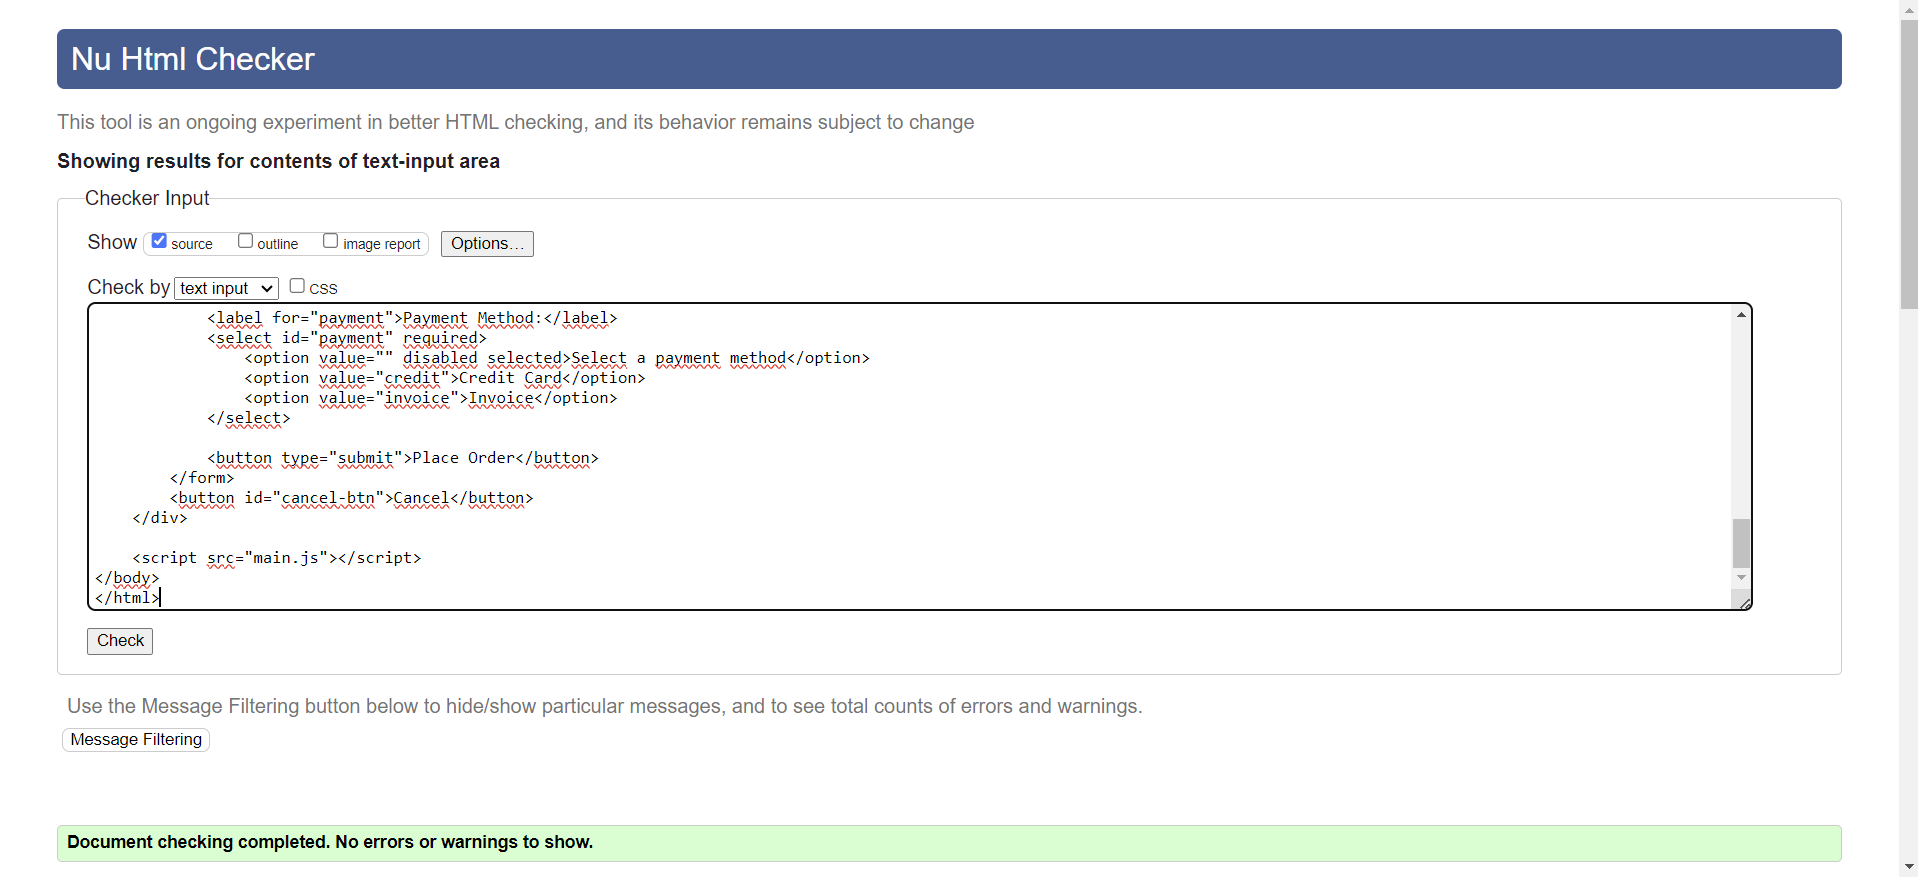 Nu Html Checker
This tool is an ongoing experiment in better HTML checking, and its behavior remains subject to change
Showing results for contents of text-input area
Checker Input
Show source outline image report Options...
Check by text input CSS
<label for="payment">Payment Method:</label>
<select id="payment" required>
<option value="" disabled selected>Select a payment method</option>
<option value="credit">Credit Card</option>
<option value="invoice">Invoice</option>
</select>
<button type="submit">Place Order</button>
</form>
<button id="cancel-btn">Cancel</button>
</div>
<script src="main.js"></script>
</body>
</html>
Check
Use the Message Filtering button below to hide/show particular messages, and to see total counts of errors and warnings.
Message Filtering
Document checking completed. No errors or warnings to show.